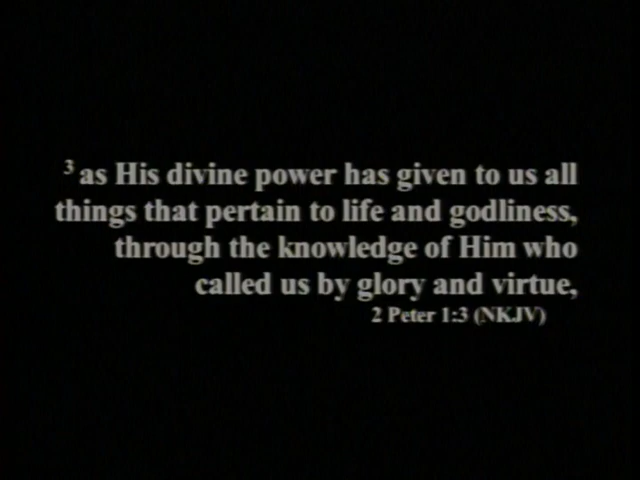 ³ as His divine power has given to us all
things that pertain to life and godliness,
through the knowledge of Him who
called us by glory and virtue,
2 Peter 1:3 (NKJV)